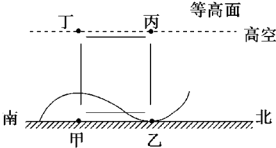 等高面
丁 丙 高空
南 北
甲 乙